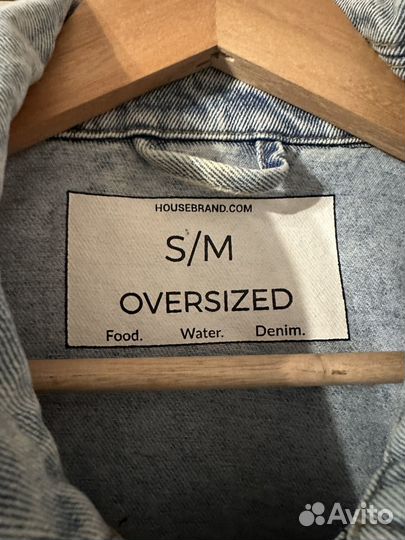 HOUSEBRAND.COM
S/M
OVERSIZED
Food. Water. Denim.
Avito